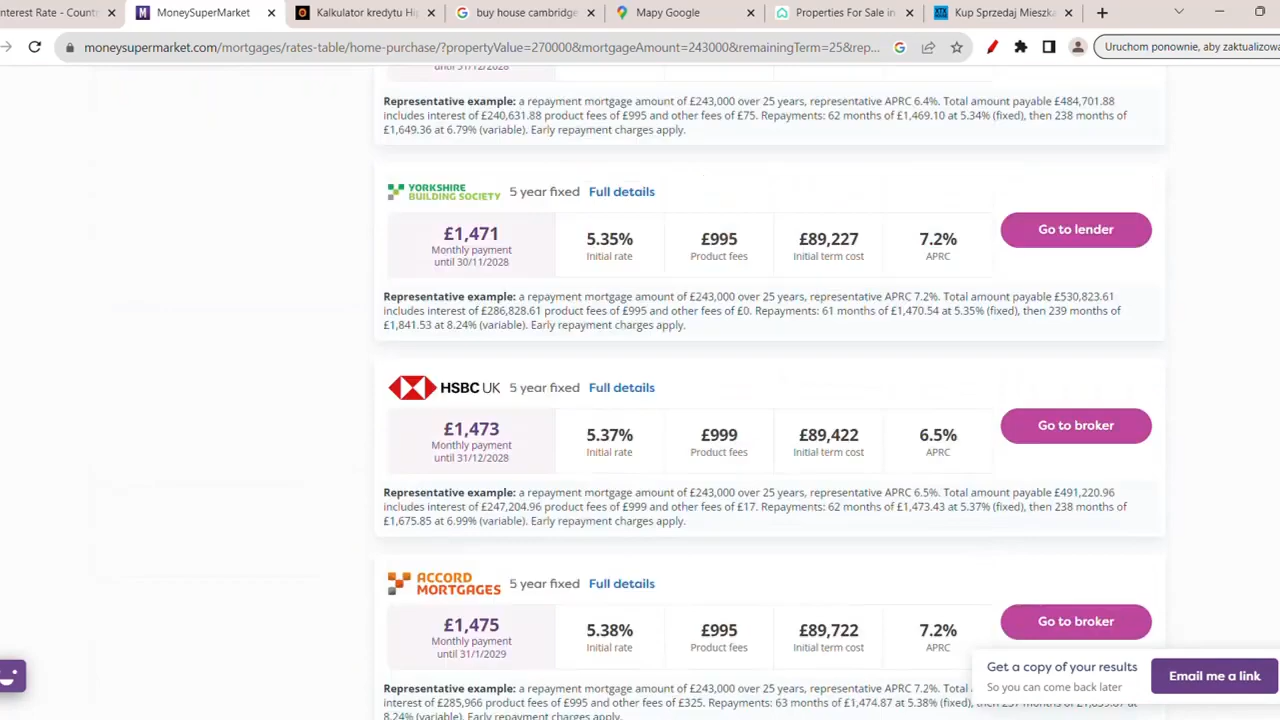 nterest Rate - Count
MoneySuperMarket
Kalkulator kredytu Hip
buy house cambridge
Mapy Google
Properties For Sale in
Kup Sprzedaj Mieszka
moneysupermarket.com/mortgages/rates-table/home-purchase/?propertyValue=270000&mortgageAmount=243000&remainingTerm=25&rep...
Uruchom ponownie, aby zaktualizowa
until 31/12/2028
Representative example: a repayment mortgage amount of £243,000 over 25 years, representative APRC 6.4%. Total amount payable £484,701.88
includes interest of £240,631.88 product fees of £995 and other fees of £75. Repayments: 62 months of £1,469.10 at 5.34% (fixed), then 238 months of
£1,649.36 at 6.79% (variable). Early repayment charges apply.
YORKSHIRE
BUILDING SOCIETY
5 year fixed Full details
£1,471
Monthly payment
until 30/11/2028
5.35%
Initial rate
£995
Product fees
£89,227
Initial term cost
7.2%
APRC
Go to lender
Representative example: a repayment mortgage amount of £243,000 over 25 years, representative APRC 7.2%. Total amount payable £530,823.61
includes interest of £286,828.61 product fees of £995 and other fees of £0. Repayments: 61 months of £1,470.54 at 5.35% (fixed), then 239 months of
£1,841.53 at 8.24% (variable). Early repayment charges apply.
HSBC UK
5 year fixed Full details
£1,473
Monthly payment
until 31/12/2028
5.37%
Initial rate
£999
Product fees
£89,422
Initial term cost
6.5%
APRC
Go to broker
Representative example: a repayment mortgage amount of £243,000 over 25 years, representative APRC 6.5%. Total amount payable £491,220.96
includes interest of £247,204.96 product fees of £999 and other fees of £17. Repayments: 62 months of £1,473.43 at 5.37% (fixed), then 238 months of
£1,675.85 at 6.99% (variable). Early repayment charges apply.
ACCORD
MORTGAGES
5 year fixed Full details
£1,475
Monthly payment
until 31/1/2029
5.38%
Initial rate
£995
Product fees
£89,722
Initial term cost
7.2%
APRC
Go to broker
Get a copy of your results
So you can come back later
Email me a link
Representative example: a repayment mortgage amount of £243,000 over 25 years, representative APRC 7.2%.
interest of £285,966 product fees of £995 and other fees of £325. Repayments: 63 months of £1,474.87 at 5.38% (fixed), then 237 months of
8.24% (variable). Early repayment charges apply.